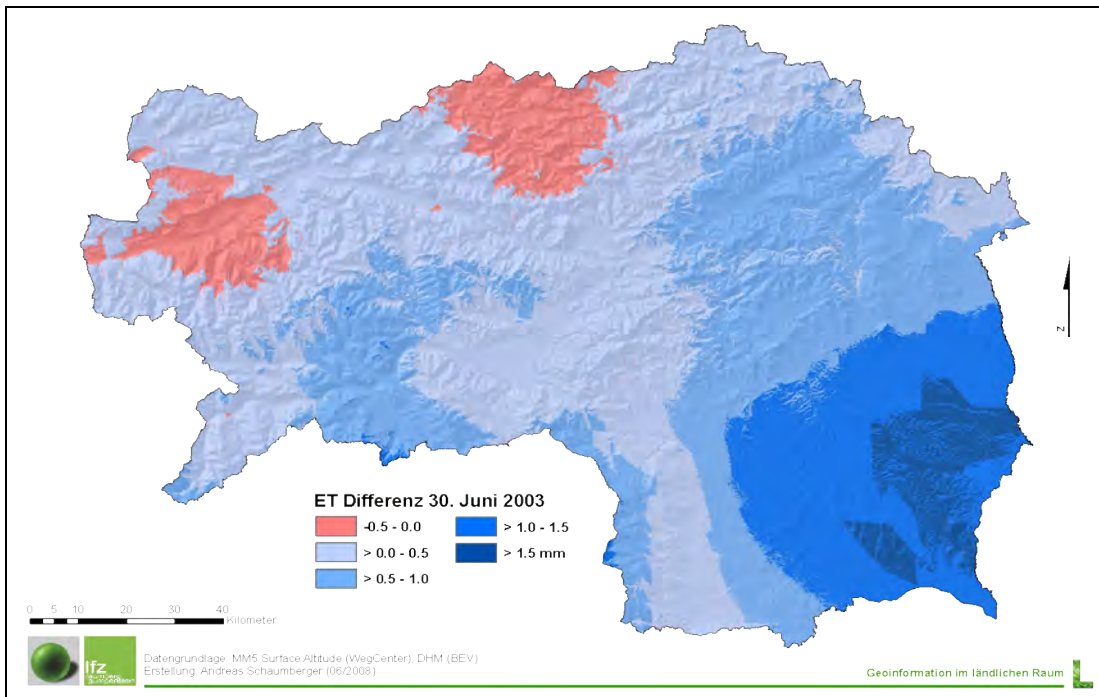 z
ET Differenz 30. Juni 2003
-0.5 - 0.0
> 0.0 - 0.5
> 0.5 - 1.0
> 1.0 - 1.5
> 1.5 mm
0 5 10 20 30 40
Kilometer
lfz
raumberg
gumpenstein
Datengrundlage: MM5 Surface Altitude (WegCenter), DHM (BEV)
Erstellung: Andreas Schaumberger (06/2008)
Geoinformation im ländlichen Raum